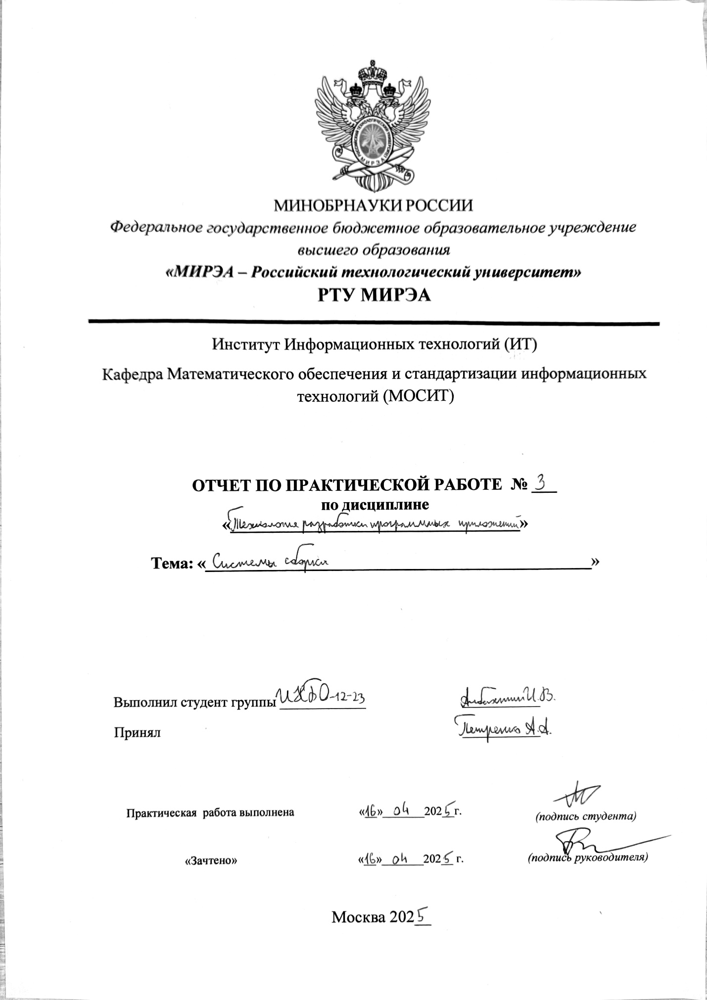 РОССИЙСКИЙ ТЕХНОЛОГИЧЕСКИЙ УНИВЕРСИТЕТ
МИРЭА
МИНОБРНАУКИ РОССИИ
Федеральное государственное бюджетное образовательное учреждение
высшего образования
«МИРЭА – Российский технологический университет»
РТУ МИРЭА
Институт Информационных технологий (ИТ)
Кафедра Математического обеспечения и стандартизации информационных
технологий (МОСИТ)
ОТЧЕТ ПО ПРАКТИЧЕСКОЙ РАБОТЕ № 3
по дисциплине
«Технология разработки программных приложений»
Тема: «Системы сборки»
Выполнил студент группы ИКБО-12-23 И.В.
Принял Петренко А.А.
Практическая работа выполнена «16» 04 2025 г.
(подпись студента)
«Зачтено» «16» 04 2025 г.
(подпись руководителя)
Москва 2025